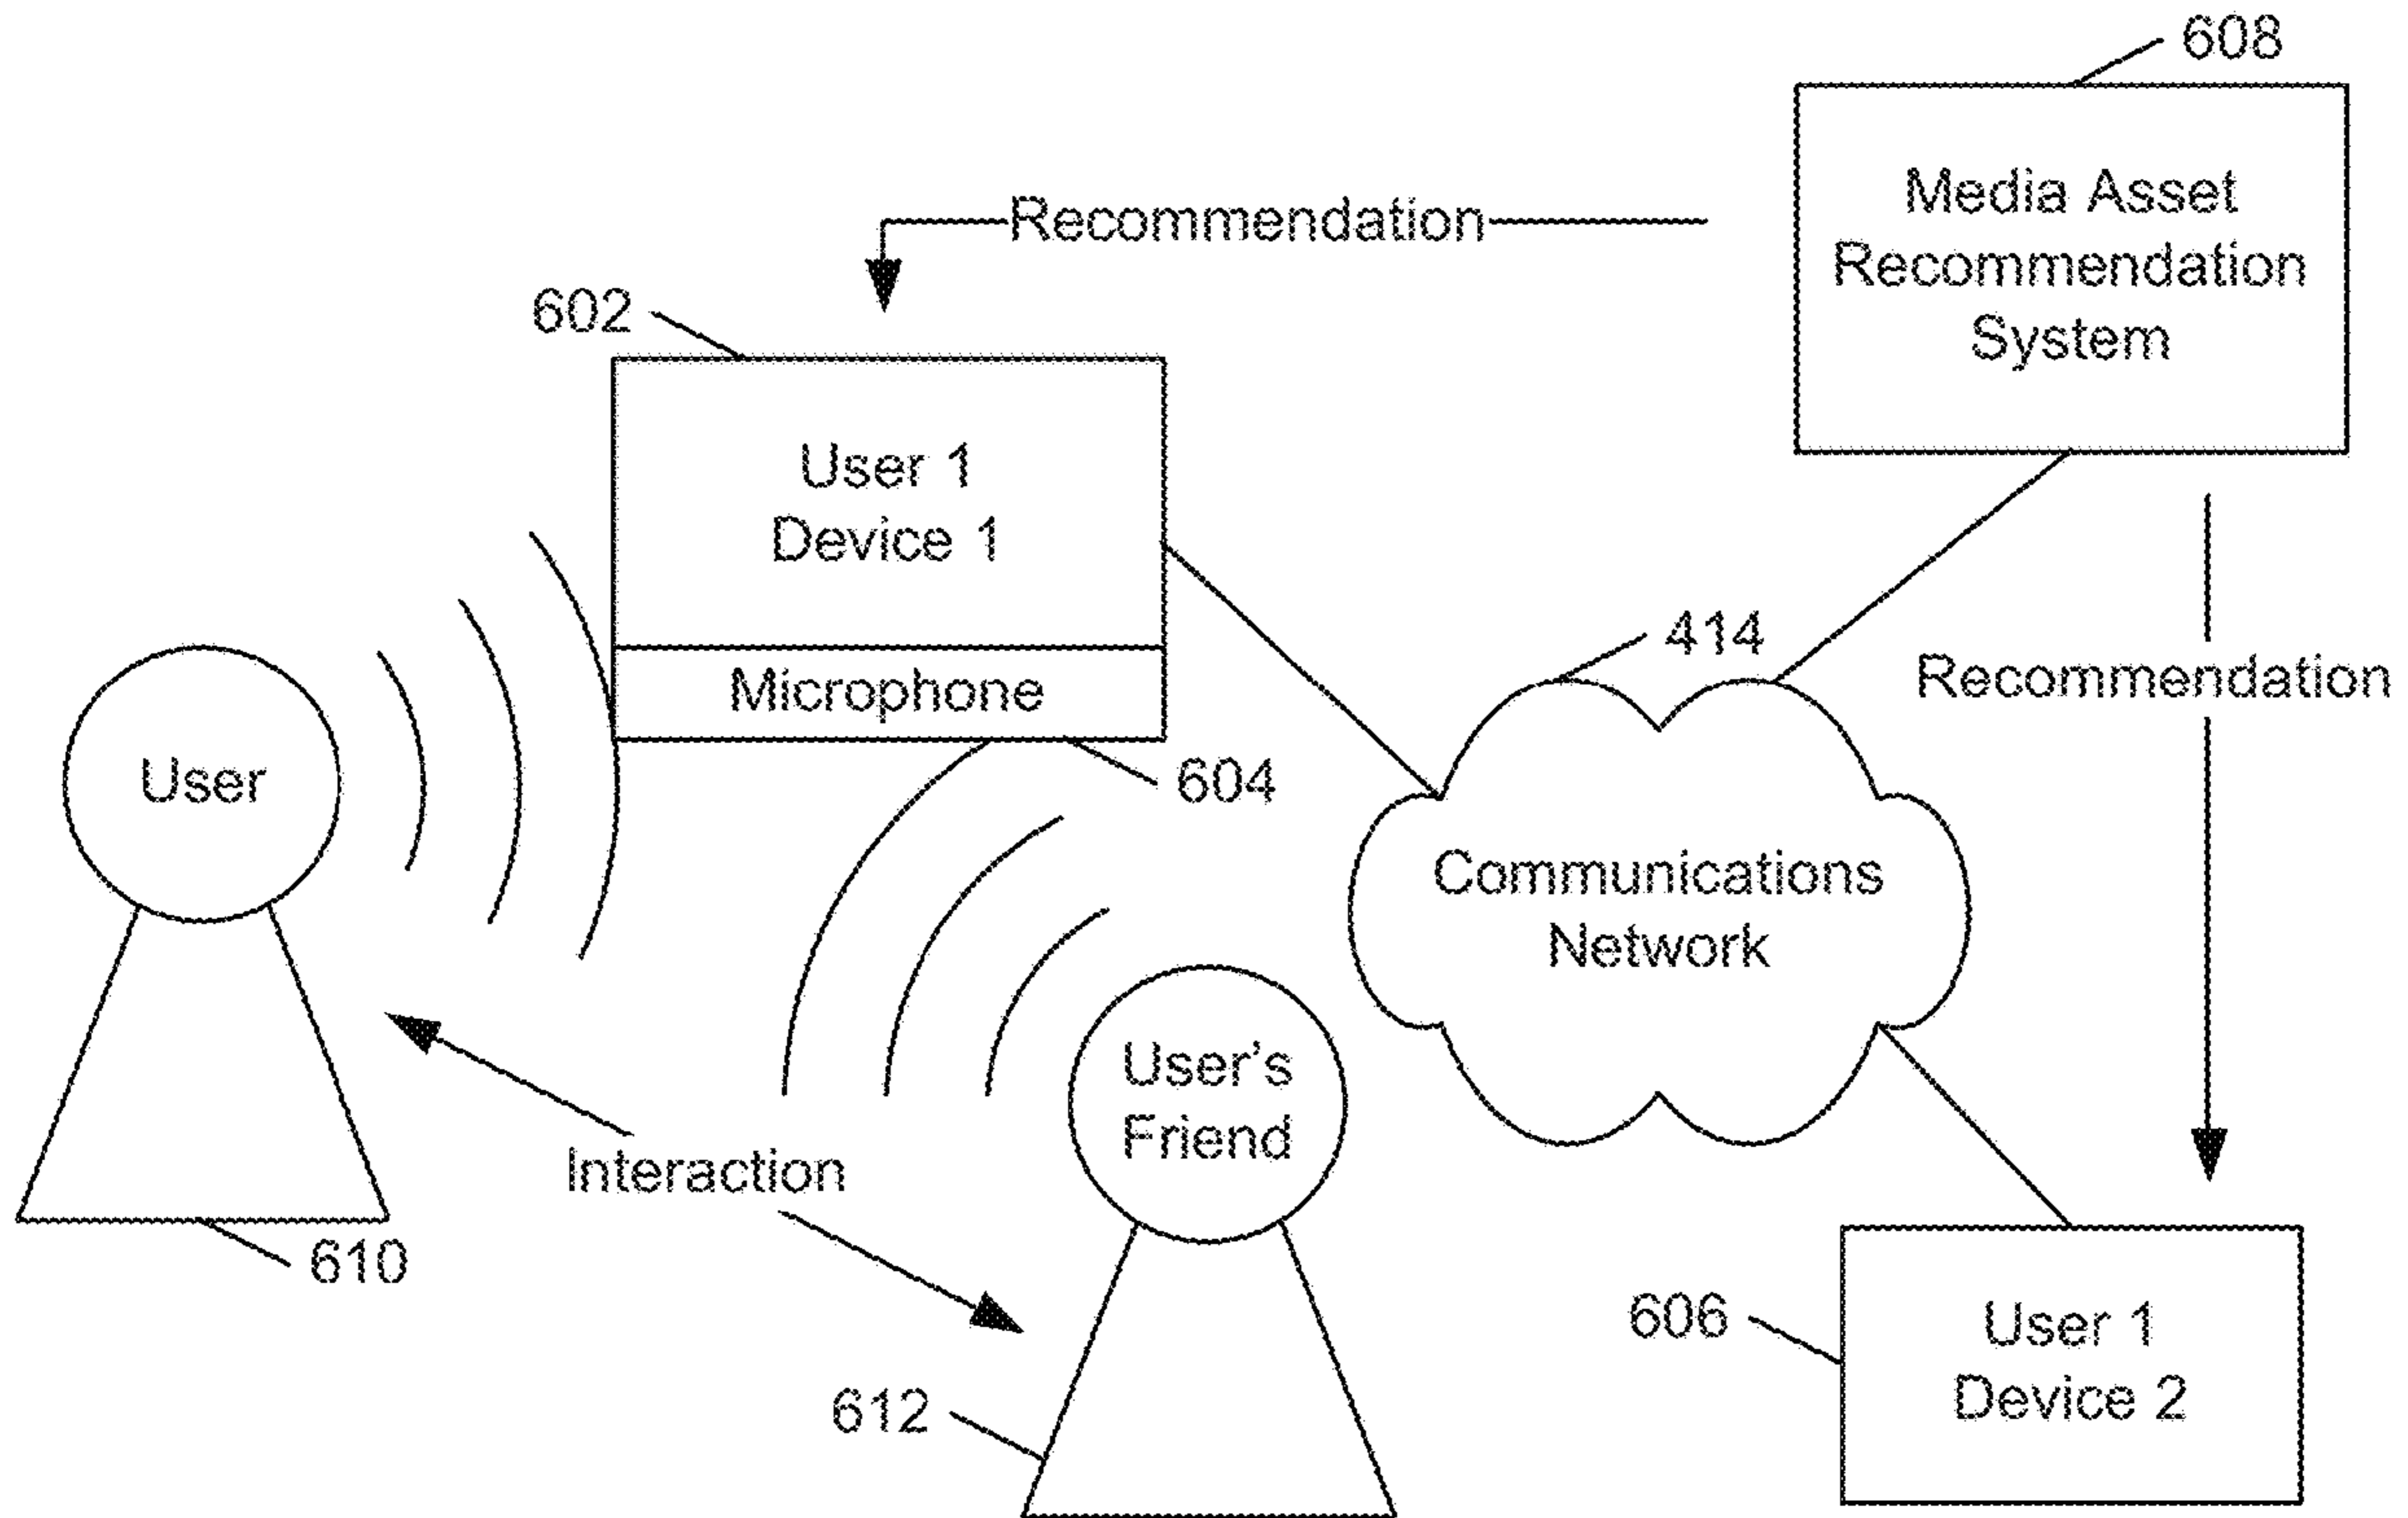 608
Media Asset
Recommendation
System
Recommendation
602
User 1
Device 1
Microphone
604
414
Recommendation
User
Communications
Network
User's
Friend
Interaction
610
612
606
User 1
Device 2